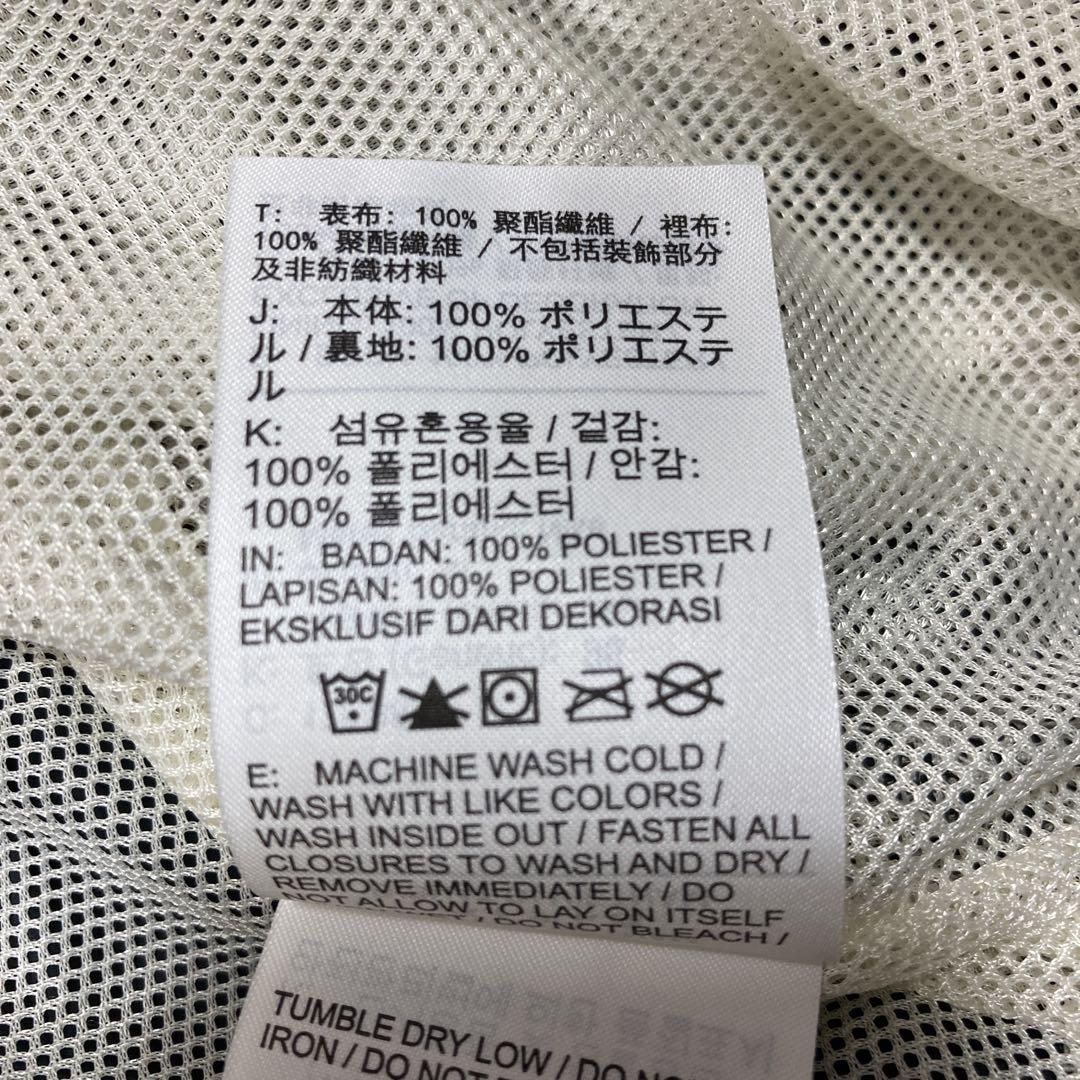 T: 表布: 100% 聚酯纖維 / 裡布:
100% 聚酯纖維 / 不包括裝飾部分
及非紡織材料
J: 本体: 100% ポリエステ
ル / 裏地: 100% ポリエステ
ル
K: 섬유혼용율 / 겉감:
100% 폴리에스터 / 안감:
100% 폴리에스터
IN: BADAN: 100% POLIESTER /
LAPISAN: 100% POLIESTER /
EKSKLUSIF DARI DEKORASI
30C
E: MACHINE WASH COLD /
WASH WITH LIKE COLORS /
WASH INSIDE OUT / FASTEN ALL
CLOSURES TO WASH AND DRY /
REMOVE IMMEDIATELY / DO
NOT ALLOW TO LAY ON ITSELF
/ DO NOT BLEACH /
TUMBLE DRY LOW / DO NOT
IRON / DO NOT